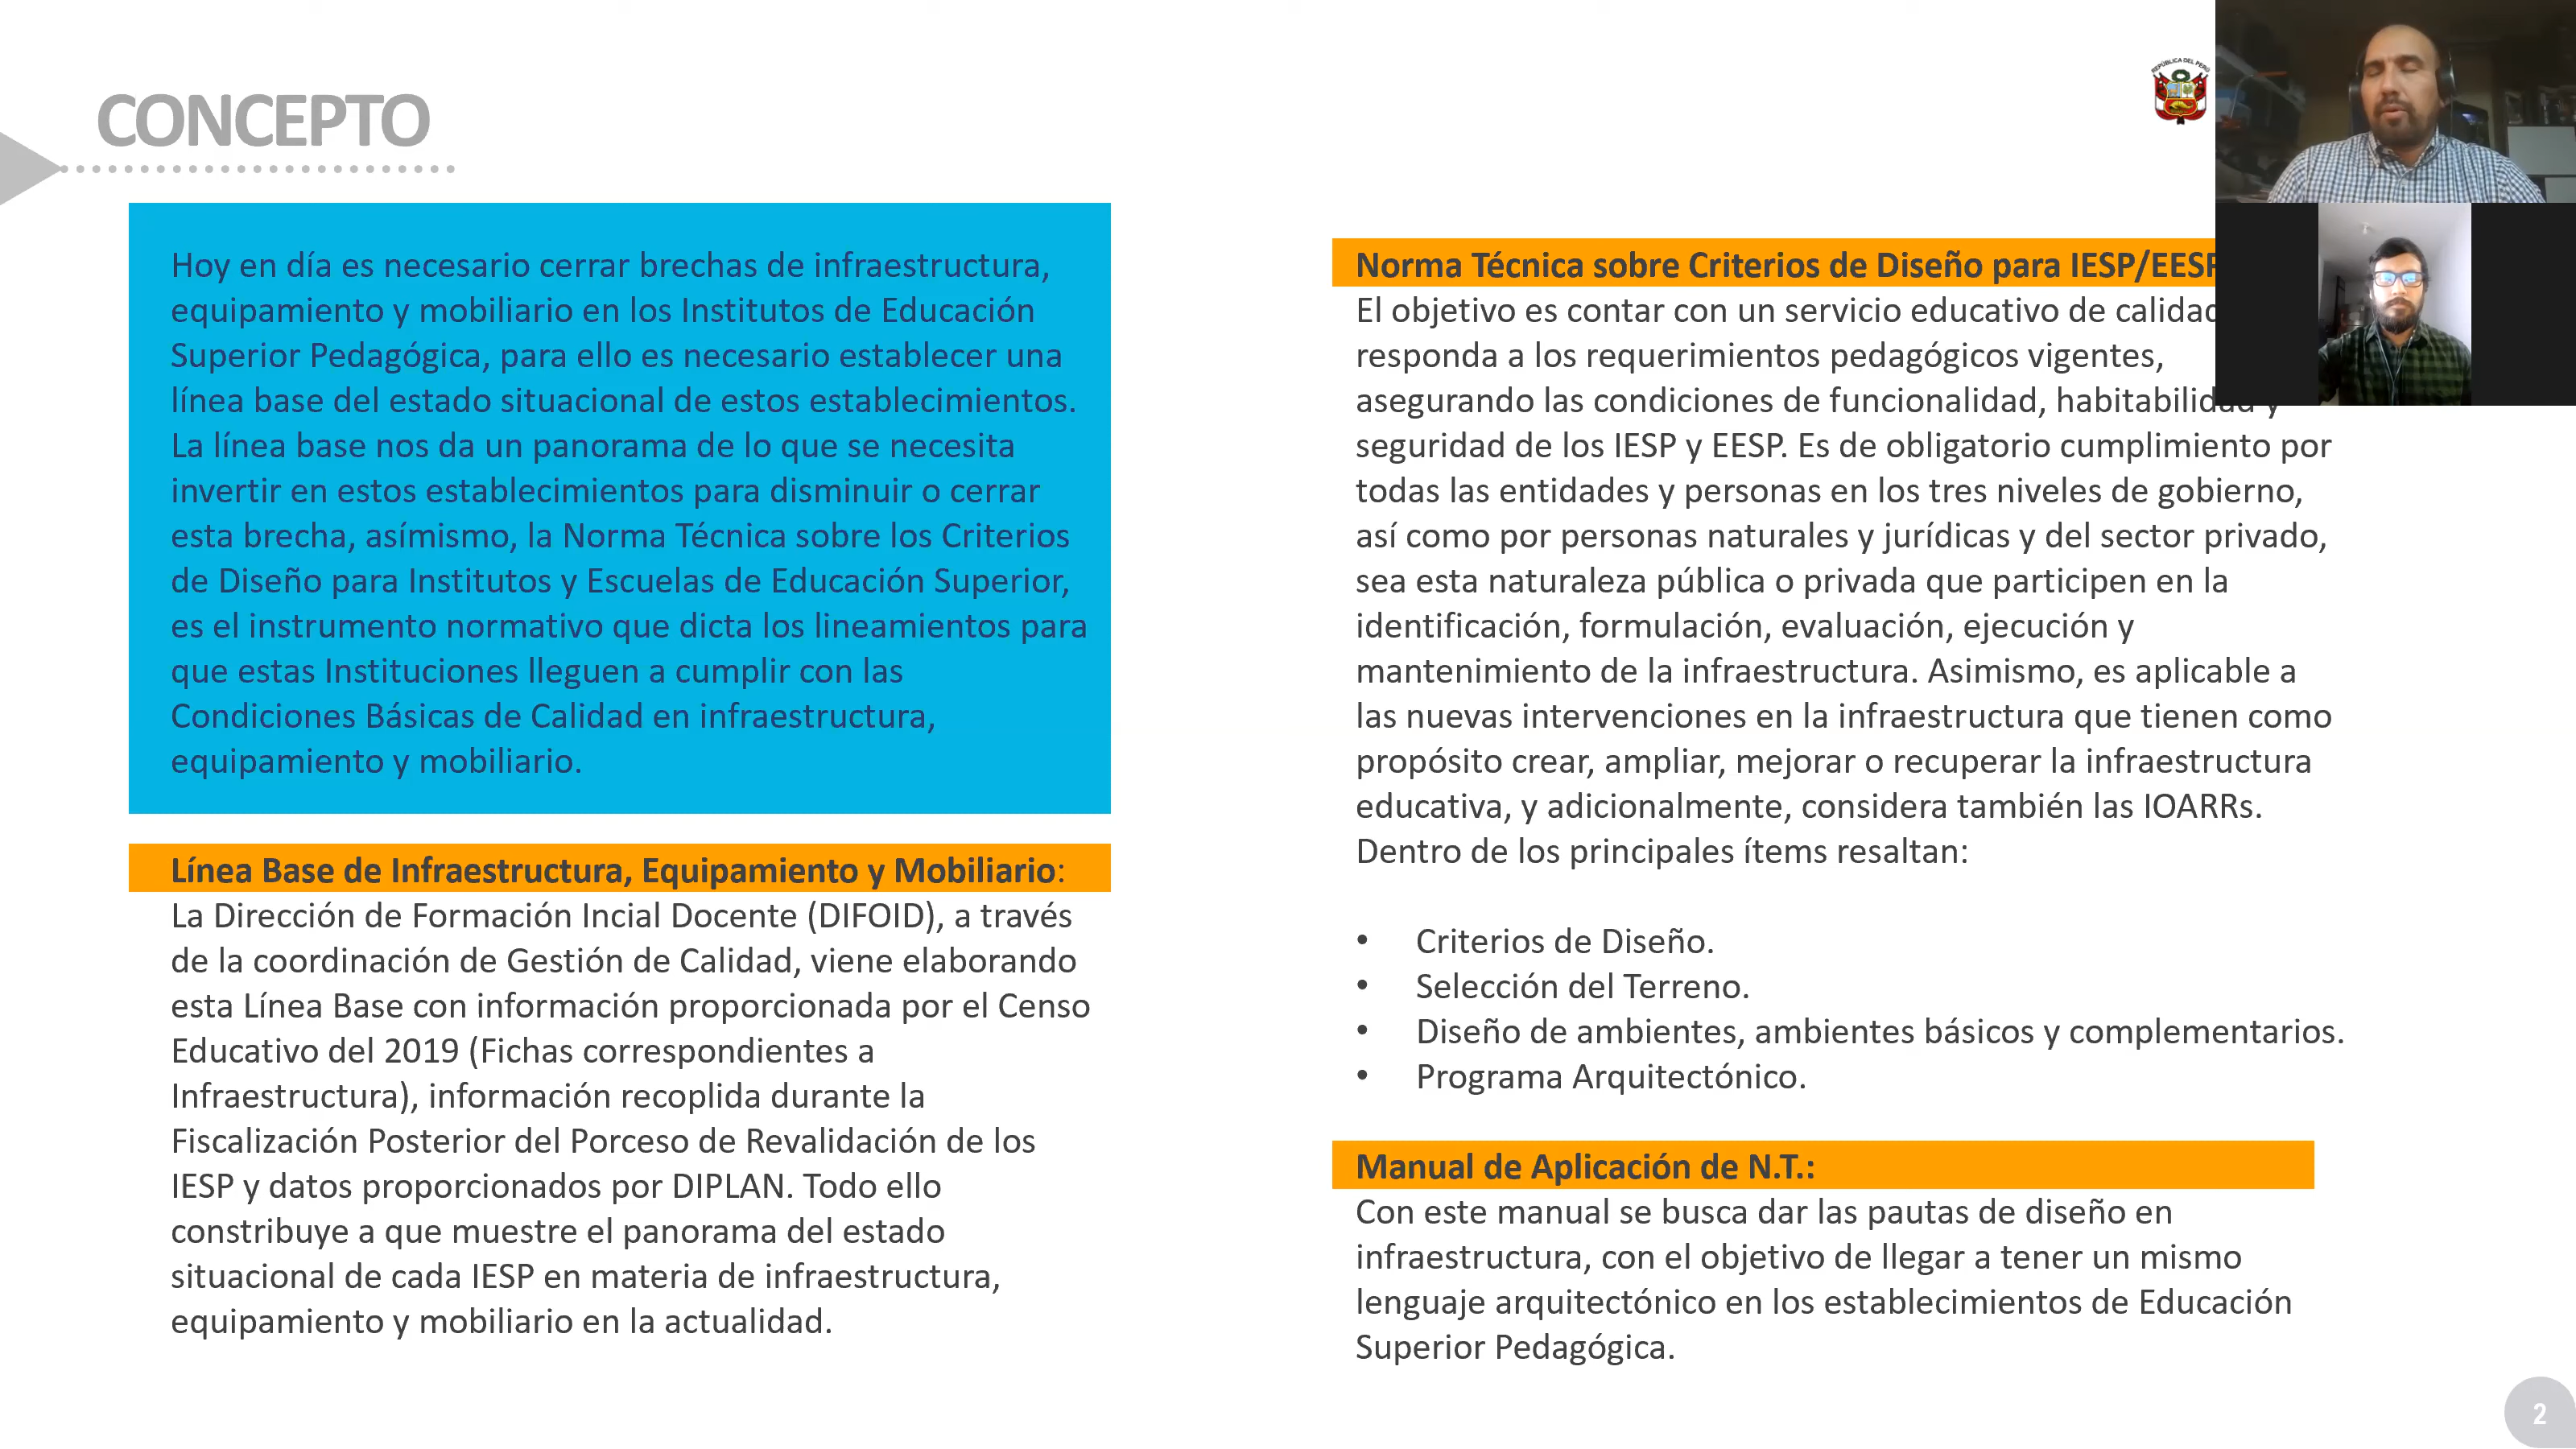 CONCEPTO
Hoy en día es necesario cerrar brechas de infraestructura,
equipamiento y mobiliario en los Institutos de Educación
Superior Pedagógica, para ello es necesario establecer una
línea base del estado situacional de estos establecimientos.
La línea base nos da un panorama de lo que se necesita
invertir en estos establecimientos para disminuir o cerrar
esta brecha, asímismo, la Norma Técnica sobre los Criterios
de Diseño para Institutos y Escuelas de Educación Superior,
es el instrumento normativo que dicta los lineamientos para
que estas Instituciones lleguen a cumplir con las
Condiciones Básicas de Calidad en infraestructura,
equipamiento y mobiliario.
Línea Base de Infraestructura, Equipamiento y Mobiliario:
La Dirección de Formación Incial Docente (DIFOID), a través
de la coordinación de Gestión de Calidad, viene elaborando
esta Línea Base con información proporcionada por el Censo
Educativo del 2019 (Fichas correspondientes a
Infraestructura), información recoplida durante la
Fiscalización Posterior del Porceso de Revalidación de los
IESP y datos proporcionados por DIPLAN. Todo ello
constribuye a que muestre el panorama del estado
situacional de cada IESP en materia de infraestructura,
equipamiento y mobiliario en la actualidad.
REPÚBLICA DEL PERÚ
Norma Técnica sobre Criterios de Diseño para IESP/EESP
El objetivo es contar con un servicio educativo de calidad
responda a los requerimientos pedagógicos vigentes,
asegurando las condiciones de funcionalidad, habitabilidad y
seguridad de los IESP y EESP. Es de obligatorio cumplimiento por
todas las entidades y personas en los tres niveles de gobierno,
así como por personas naturales y jurídicas y del sector privado,
sea esta naturaleza pública o privada que participen en la
identificación, formulación, evaluación, ejecución y
mantenimiento de la infraestructura. Asimismo, es aplicable a
las nuevas intervenciones en la infraestructura que tienen como
propósito crear, ampliar, mejorar o recuperar la infraestructura
educativa, y adicionalmente, considera también las IOARRs.
Dentro de los principales ítems resaltan:
• Criterios de Diseño.
• Selección del Terreno.
• Diseño de ambientes, ambientes básicos y complementarios.
• Programa Arquitectónico.
Manual de Aplicación de N.T.:
Con este manual se busca dar las pautas de diseño en
infraestructura, con el objetivo de llegar a tener un mismo
lenguaje arquitectónico en los establecimientos de Educación
Superior Pedagógica.
2